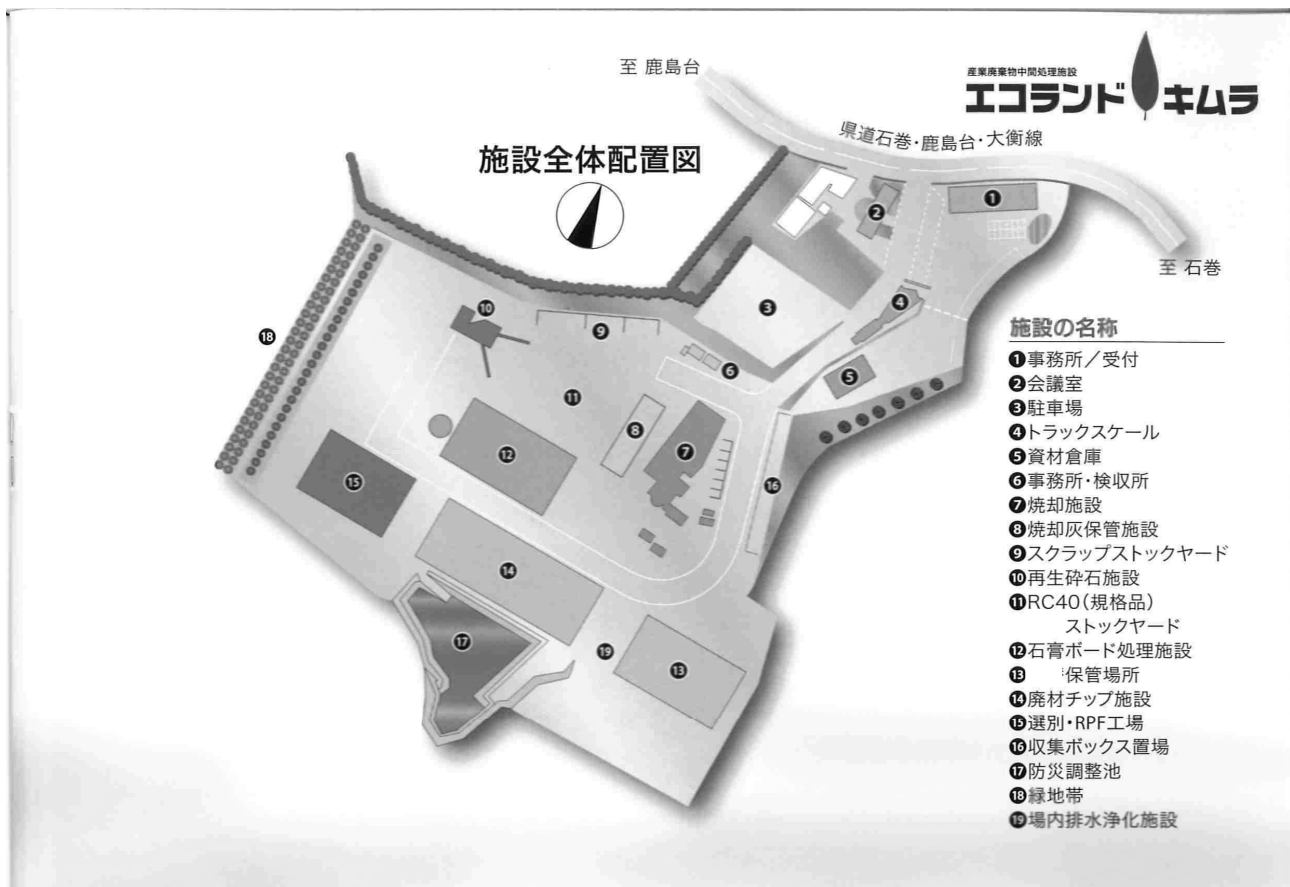 至 鹿島台
産業廃棄物中間処理施設
エコランド キムラ
県道石巻・鹿島台・大衡線
施設全体配置図
至 石巻
施設の名称
❶事務所／受付
❷会議室
❸駐車場
❹トラックスケール
❺資材倉庫
❻事務所・検収所
❼焼却施設
❽焼却灰保管施設
❾スクラップストックヤード
❿再生砕石施設
⓫RC40(規格品)
ストックヤード
⓬石膏ボード処理施設
⓭ 保管場所
⓮廃材チップ施設
⓯選別・RPF工場
⓰収集ボックス置場
⓱防災調整池
⓲緑地帯
⓳場内排水浄化施設
❶
❷
❸
❹
❺
❻
❼
❽
❾
❿
⓫
⓬
⓭
⓮
⓯
⓰
⓱
⓲
⓳